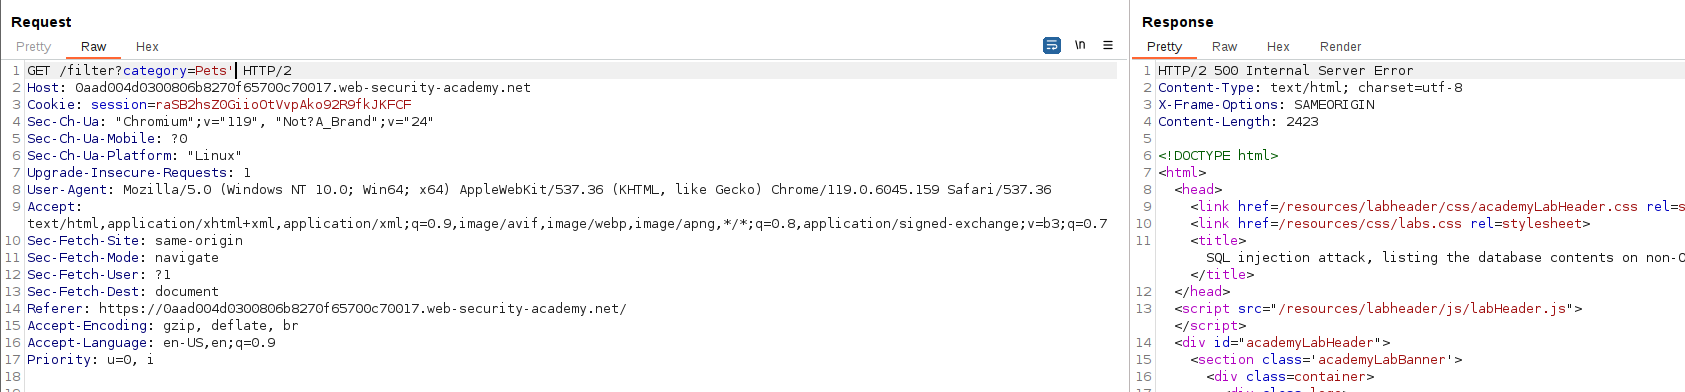 Request
Pretty Raw Hex
\n
1 GET /filter?category=Pets' HTTP/2
2 Host: 0aad004d0300806b8270f65700c70017.web-security-academy.net
3 Cookie: session=raSB2hsZ0GiioOtVvpAko92R9fkJKFCF
4 Sec-Ch-Ua: "Chromium";v="119", "Not?A_Brand";v="24"
5 Sec-Ch-Ua-Mobile: ?0
6 Sec-Ch-Ua-Platform: "Linux"
7 Upgrade-Insecure-Requests: 1
8 User-Agent: Mozilla/5.0 (Windows NT 10.0; Win64; x64) AppleWebKit/537.36 (KHTML, like Gecko) Chrome/119.0.6045.159 Safari/537.36
9 Accept:
text/html,application/xhtml+xml,application/xml;q=0.9,image/avif,image/webp,image/apng,*/*;q=0.8,application/signed-exchange;v=b3;q=0.7
10 Sec-Fetch-Site: same-origin
11 Sec-Fetch-Mode: navigate
12 Sec-Fetch-User: ?1
13 Sec-Fetch-Dest: document
14 Referer: https://0aad004d0300806b8270f65700c70017.web-security-academy.net/
15 Accept-Encoding: gzip, deflate, br
16 Accept-Language: en-US,en;q=0.9
17 Priority: u=0, i
18
Response
Pretty Raw Hex Render
1 HTTP/2 500 Internal Server Error
2 Content-Type: text/html; charset=utf-8
3 X-Frame-Options: SAMEORIGIN
4 Content-Length: 2423
5
6 <!DOCTYPE html>
7 <html>
8 <head>
9 <link href=/resources/labheader/css/academyLabHeader.css rel=s
10 <link href=/resources/css/labs.css rel=stylesheet>
11 <title>
SQL injection attack, listing the database contents on non-O
</title>
12 </head>
13 <script src="/resources/labheader/js/labHeader.js">
</script>
14 <div id="academyLabHeader">
15 <section class='academyLabBanner'>
16 <div class=container>